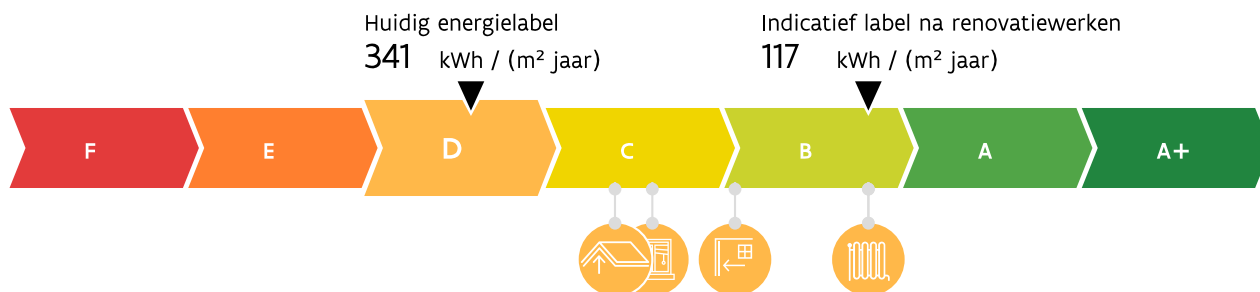 Huidig energielabel
341 kWh / (m² jaar)
Indicatief label na renovatiewerken
117 kWh / (m² jaar)
F E D C B A A+